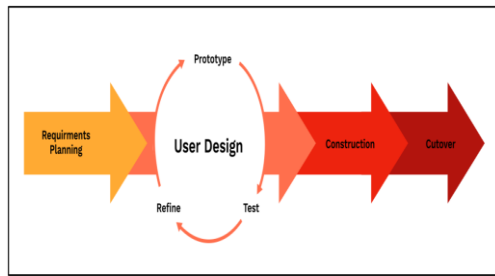 Prototype
Requirments
Planning
User Design
Construction
Cutover
Refine
Test